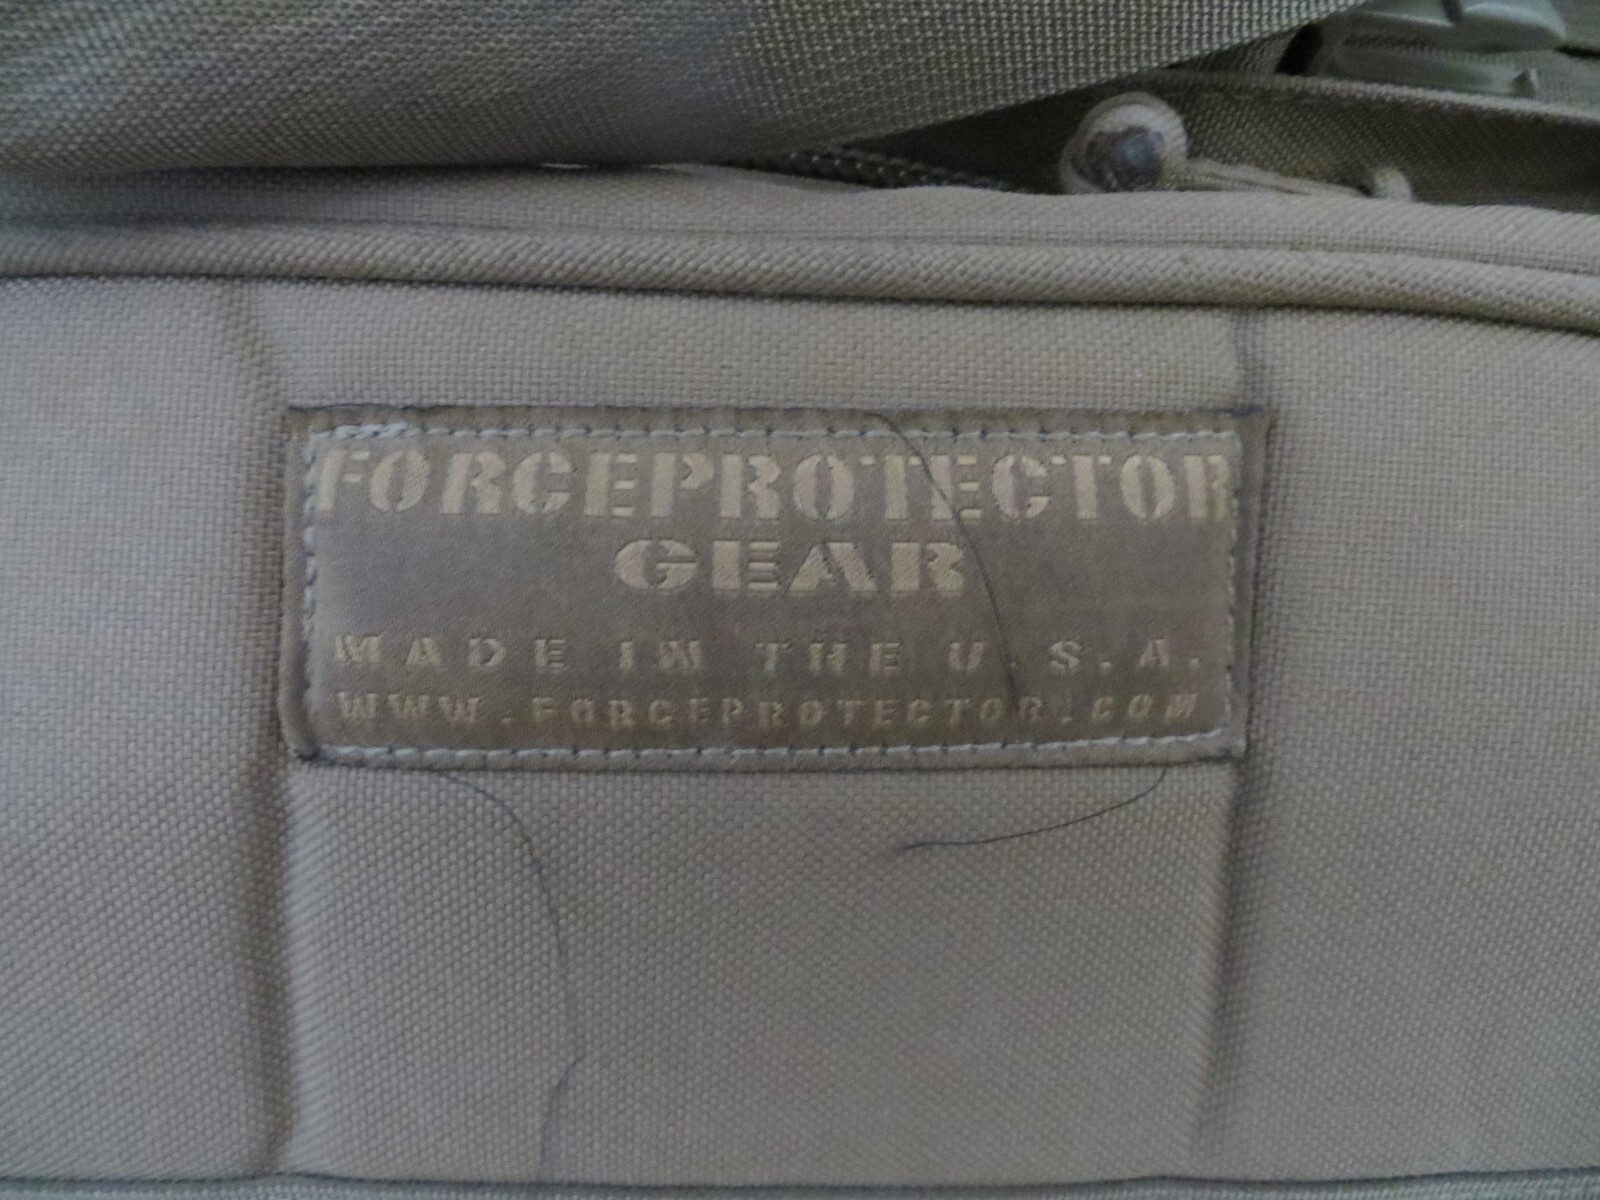 FORCEPROTECTOR
GEAR
MADE IN THE U.S.A.
WWW.FORCEPROTECTOR.COM